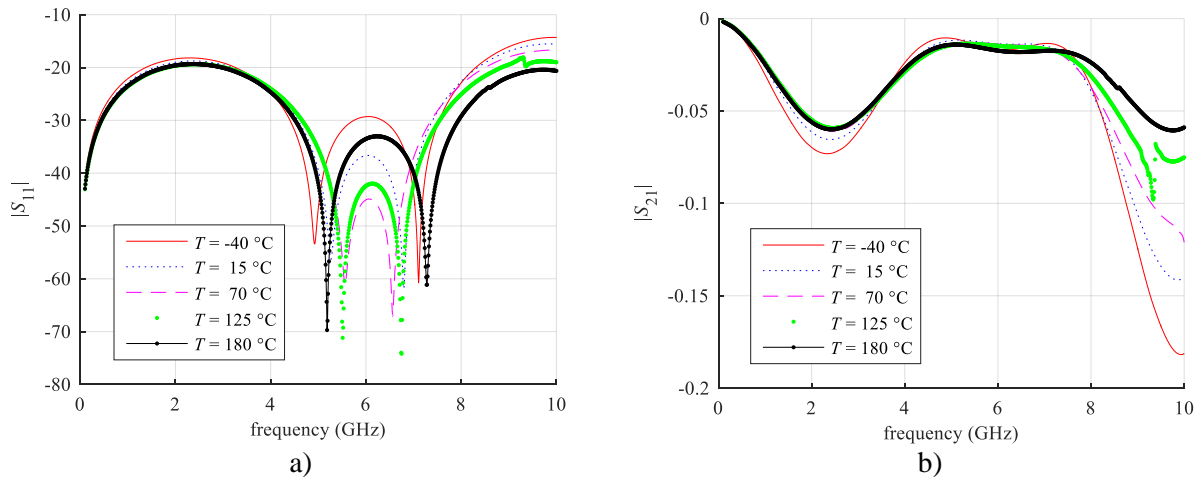 -10
-20
-30
-40
-50
-60
-70
-80
|S11|
T = -40 °C
T = 15 °C
T = 70 °C
T = 125 °C
T = 180 °C
0 2 4 6 8 10
frequency (GHz)
a)
0
-0.05
-0.1
-0.15
-0.2
|S21|
T = -40 °C
T = 15 °C
T = 70 °C
T = 125 °C
T = 180 °C
0 2 4 6 8 10
frequency (GHz)
b)